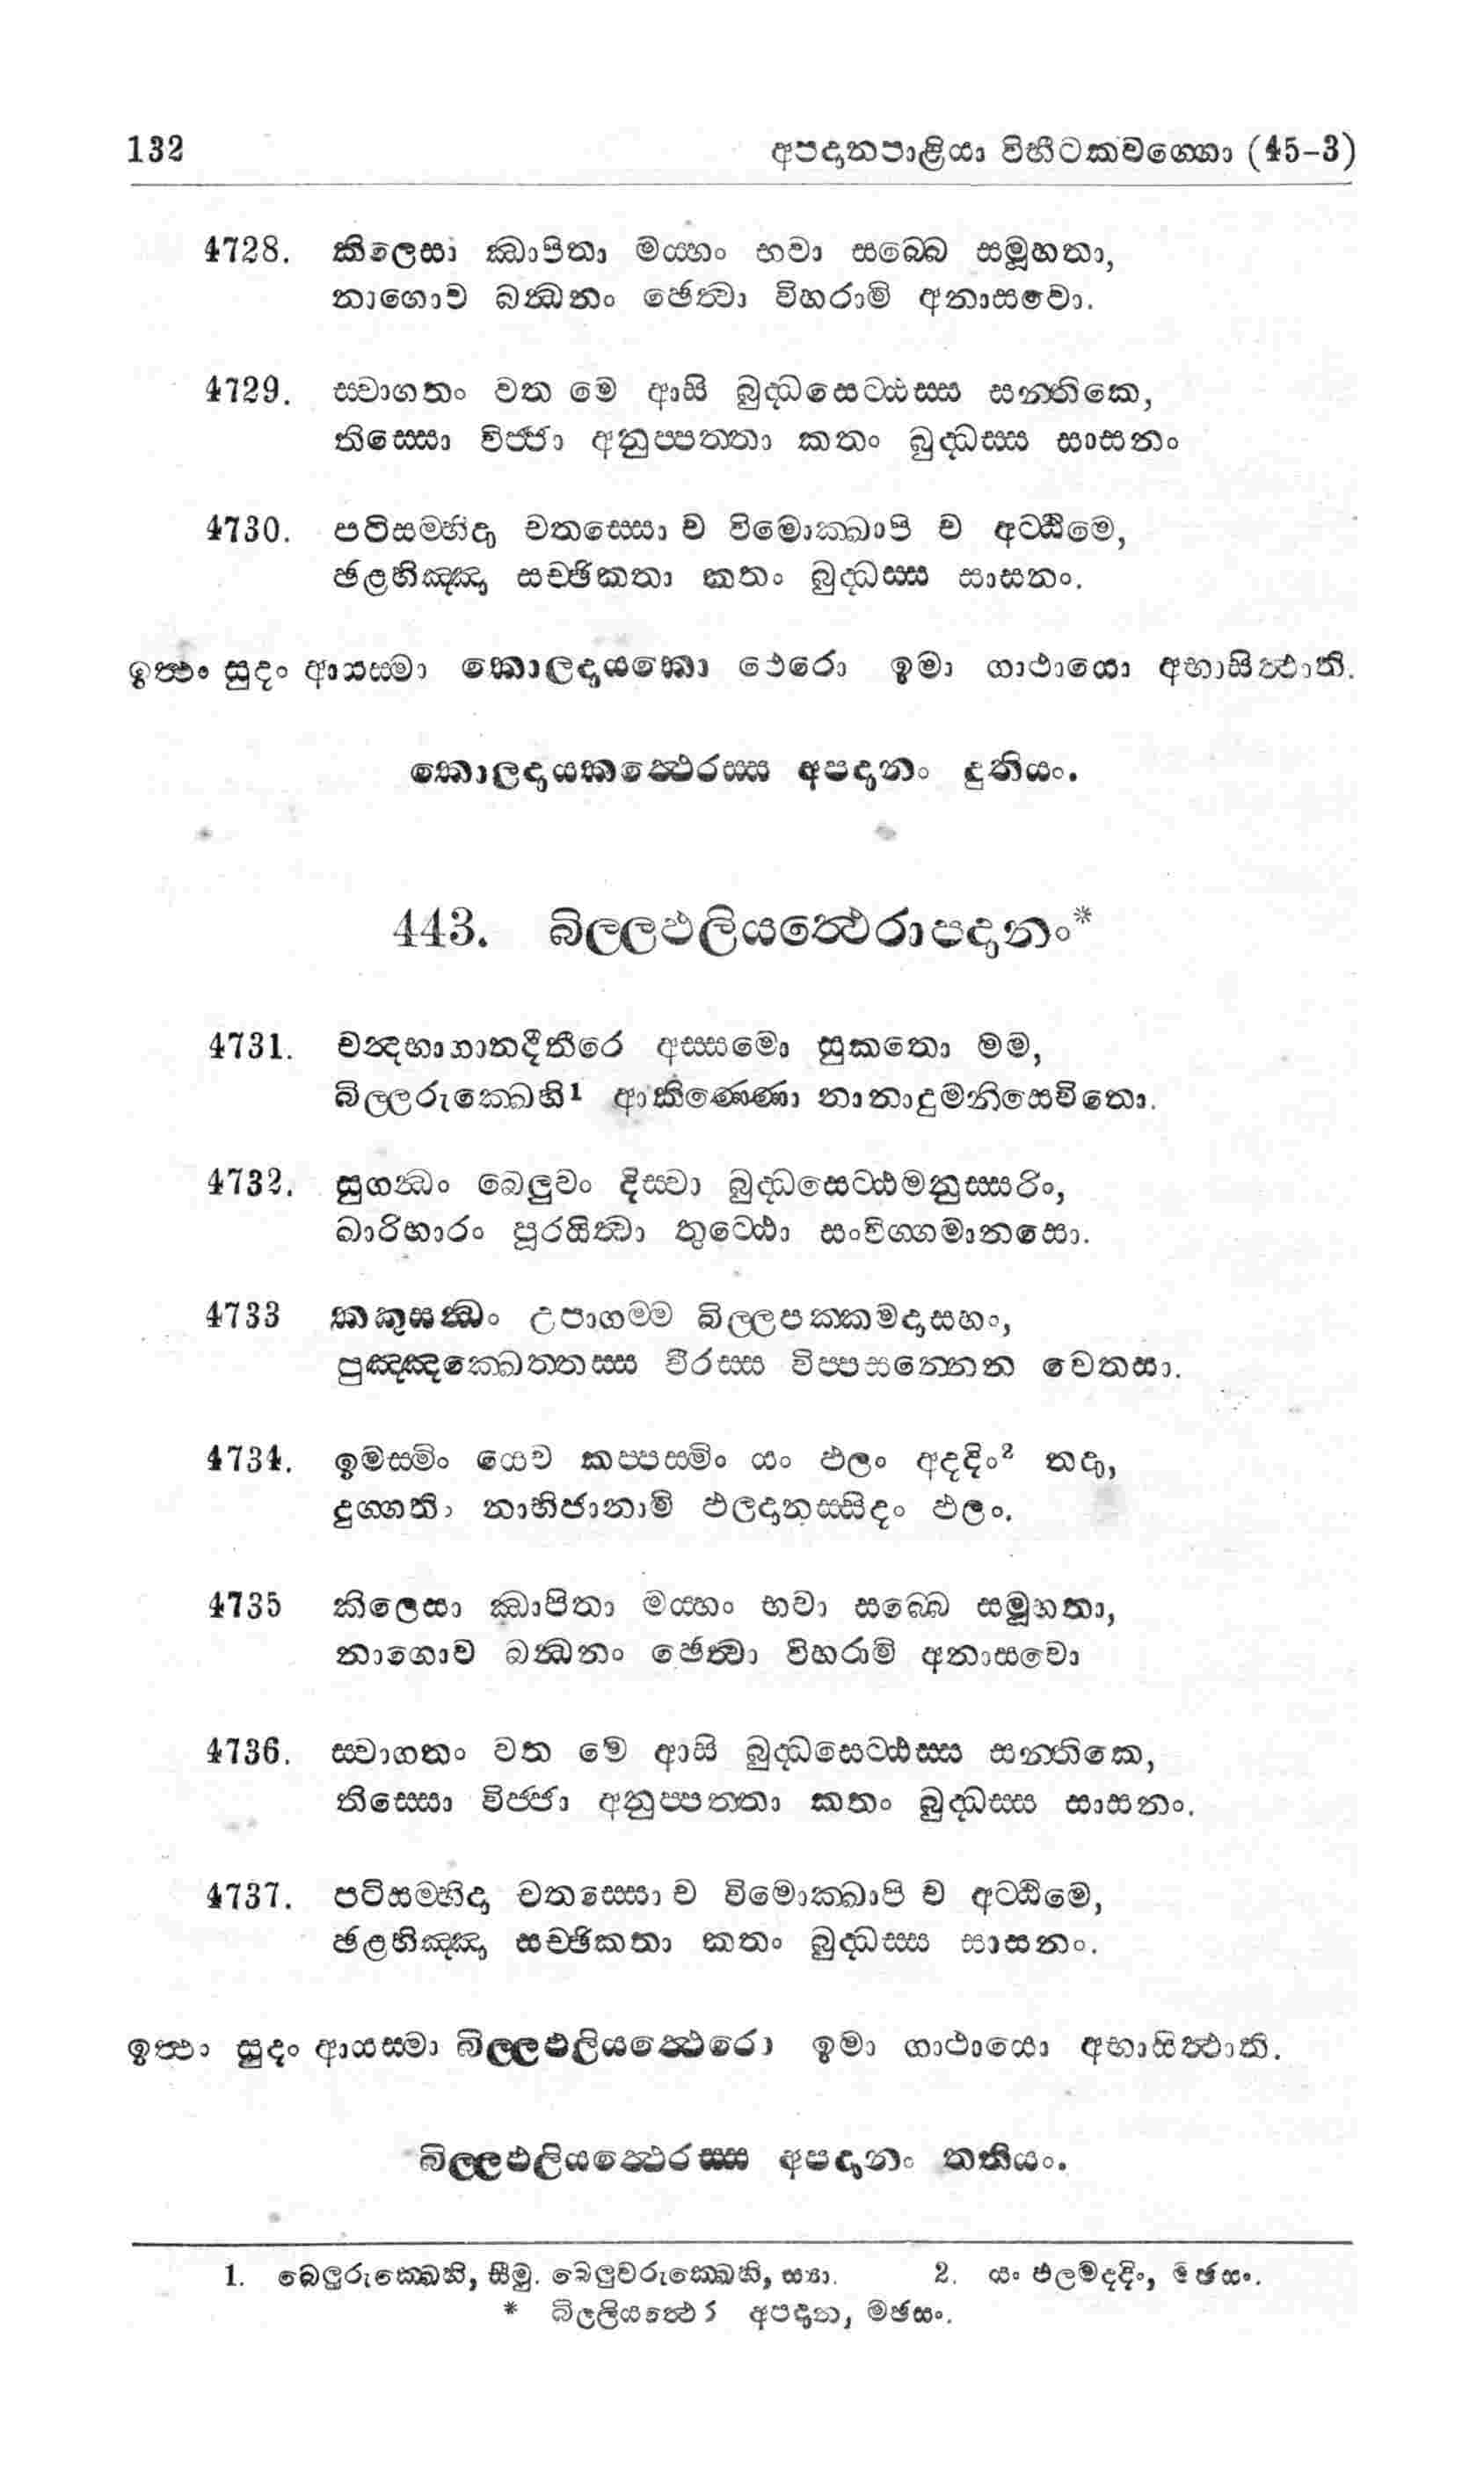 132 අපදානපාළියා විභීටකවග්ගො (45-3)
4728. කිලෙසා ඣාපිතා මය්හං භවා සබ්බෙ සමූහතා,
නාගොව බන්ධනං ඡෙත්වා විහරාමි අනාසවො.
4729. ස්වාගතං වත මෙ ආසි බුද්ධසෙට්ඨස්ස සන්තිකෙ,
තිස්සො විජ්ජා අනුප්පත්තා කතං බුද්ධස්ස සාසනං
4730. පටිසම්භිදා චතස්සො ච විමොක්ඛාපි ච අට්ඨිමෙ,
ඡළභිඤ්ඤා සච්ඡිකතා කතං බුද්ධස්ස සාසනං.
ඉත්ථං සුදං ආයස්මා කොලදායකො ථෙරො ඉමා ගාථායො අභාසිත්ථාති.
කොලදායකත්ථෙරස්ස අපදානං දුතියං.
443. බිල්ලඵලියත්ථෙරාපදානං*
4731. චන්දභාගානදීතීරෙ අස්සමො සුකතො මම,
බිල්ලරුක්ඛෙහි¹ ආකිණ්ණො නානාදුමනිසෙවිතො.
4732. සුගන්ධං බෙලුවං දිස්වා බුද්ධසෙට්ඨමනුස්සරිං,
ඛාරිභාරං පූරයිත්වා තුට්ඨො සංවිග්ගමානසො.
4733 කකුසන්ධං උපාගම්ම බිල්ලපක්කමදාසහං,
පුඤ්ඤක්ඛෙත්තස්ස වීරස්ස විප්පසන්නෙන චෙතසා.
4734. ඉමස්මිං යෙව කප්පස්මිං යං ඵලං අදදිං² තදා,
දුග්ගතිං නාභිජානාමි ඵලදානස්සිදං ඵලං.
4735 කිලෙසා ඣාපිතා මය්හං භවා සබ්බෙ සමූහතා,
නාගොව බන්ධනං ඡෙත්වා විහරාමි අනාසවො
4736. ස්වාගතං වත මෙ ආසි බුද්ධසෙට්ඨස්ස සන්තිකෙ,
තිස්සො විජ්ජා අනුප්පත්තා කතං බුද්ධස්ස සාසනං.
4737. පටිසම්භිදා චතස්සො ච විමොක්ඛාපි ච අට්ඨිමෙ,
ඡළභිඤ්ඤා සච්ඡිකතා කතං බුද්ධස්ස සාසනං.
ඉත්ථං සුදං ආයස්මා බිල්ලඵලියත්ථෙරො ඉමා ගාථායො අභාසිත්ථාති.
බිල්ලඵලියත්ථෙරස්ස අපදානං තතියං.
1. බෙලුරුක්ඛෙහි, සීමු. බෙලුවරුක්ඛෙහි, ස්‍යා. 2. යං ඵලමදදිං, මඡසං.
* බිල්ලියත්ථෙර අපදාන, මඡසං.